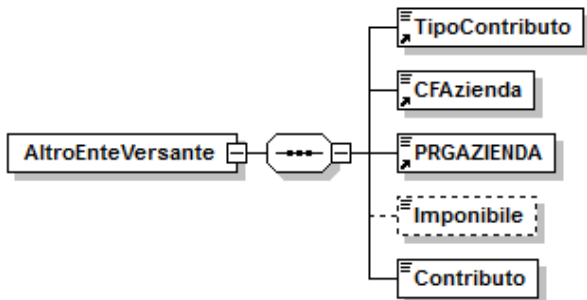 TipoContributo
CFAzienda
AltroEnteVersante
PRGAZIENDA
Imponibile
Contributo